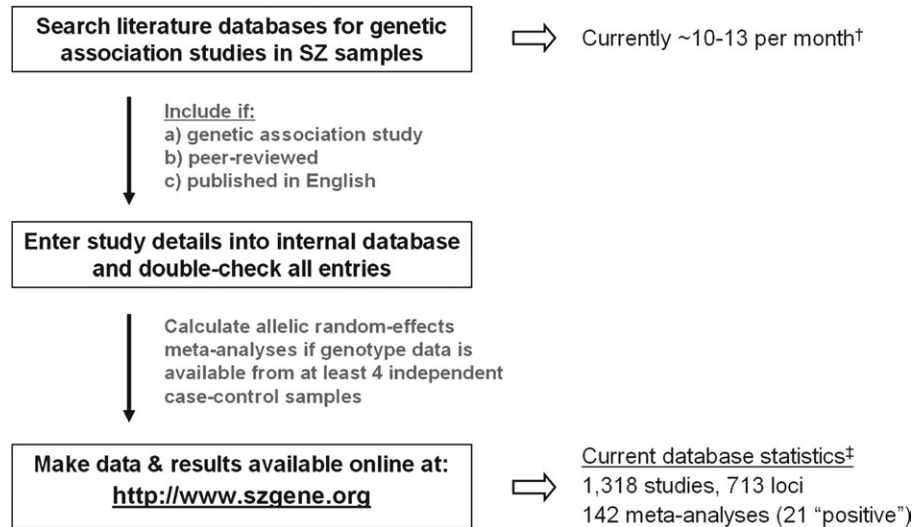 Search literature databases for genetic
association studies in SZ samples
Currently ~10-13 per month†
Include if:
a) genetic association study
b) peer-reviewed
c) published in English
Enter study details into internal database
and double-check all entries
Calculate allelic random-effects
meta-analyses if genotype data is
available from at least 4 independent
case-control samples
Make data & results available online at:
http://www.szgene.org
Current database statistics‡
1,318 studies, 713 loci
142 meta-analyses (21 “positive”)